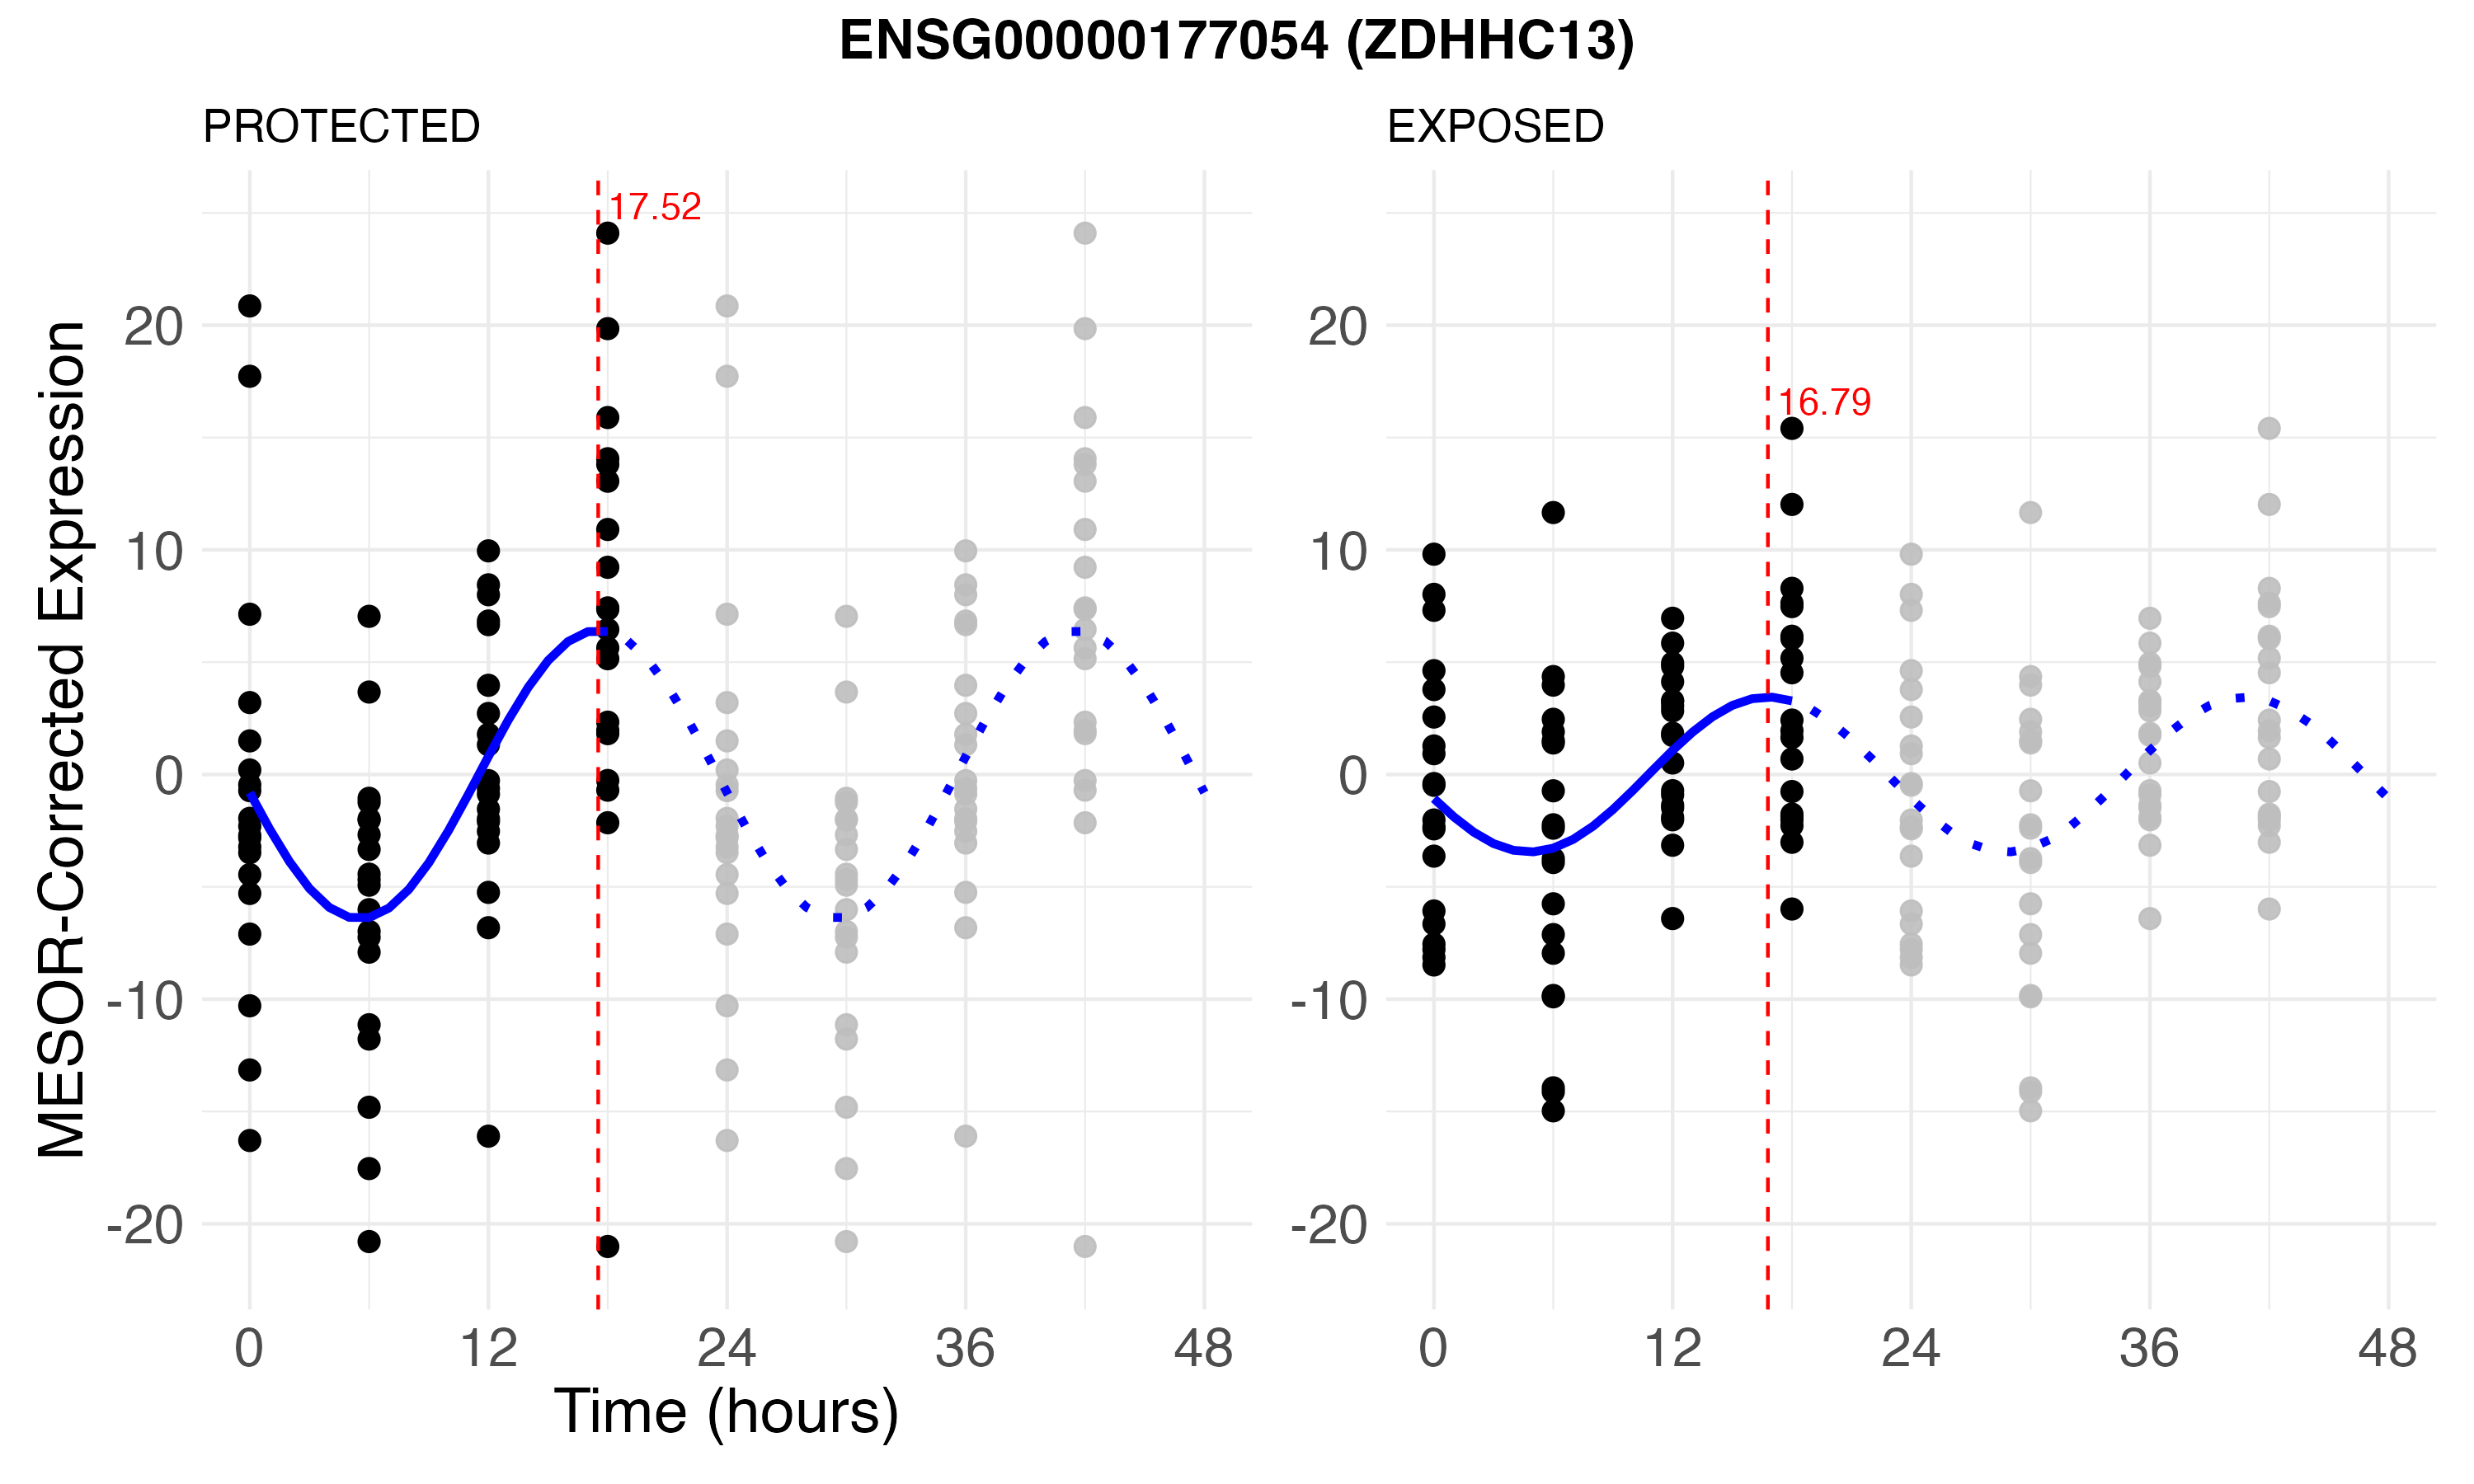 ENSG00000177054 (ZDHHC13)
PROTECTED
EXPOSED
MESOR-Corrected Expression
17.52
16.79
20
10
0
-10
-20
20
10
0
-10
-20
0 12 24 36 48
0 12 24 36 48
Time (hours)